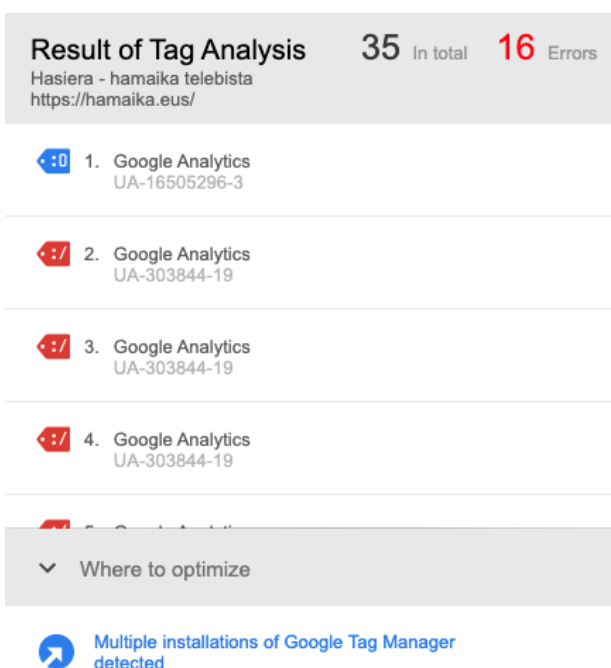 Result of Tag Analysis 35 In total 16 Errors
Hasiera - hamaika telebista
https://hamaika.eus/
1. Google Analytics
UA-16505296-3
2. Google Analytics
UA-303844-19
3. Google Analytics
UA-303844-19
4. Google Analytics
UA-303844-19
Where to optimize
Multiple installations of Google Tag Manager
detected